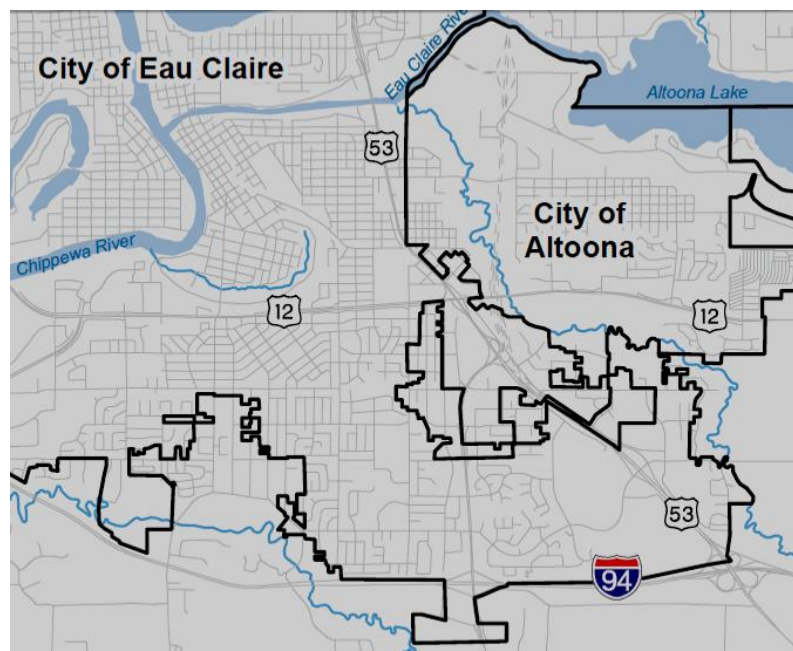 City of Eau Claire
Eau Claire River
Altoona Lake
53
City of
Altoona
Chippewa River
12
12
53
94